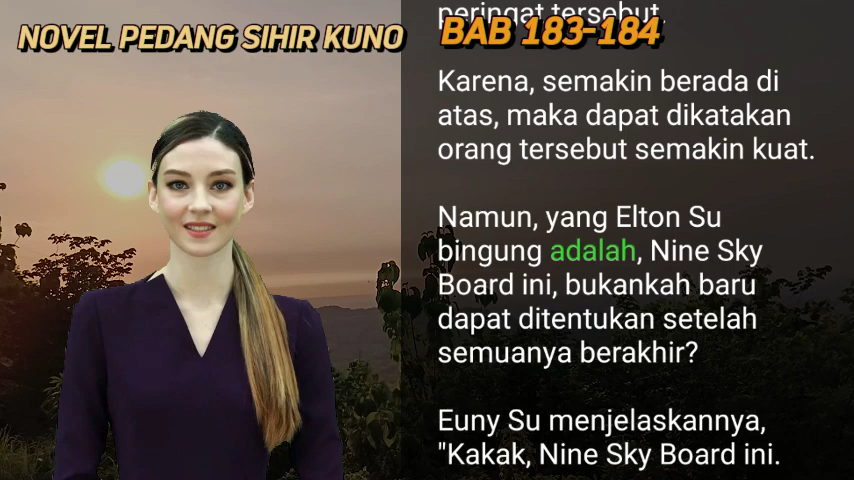 NOVEL PEDANG SIHIR KUNO
BAB 183-184
peringat tersebut.
Karena, semakin berada di
atas, maka dapat dikatakan
orang tersebut semakin kuat.
Namun, yang Elton Su
bingung adalah, Nine Sky
Board ini, bukankah baru
dapat ditentukan setelah
semuanya berakhir?
Euny Su menjelaskannya,
"Kakak, Nine Sky Board ini.